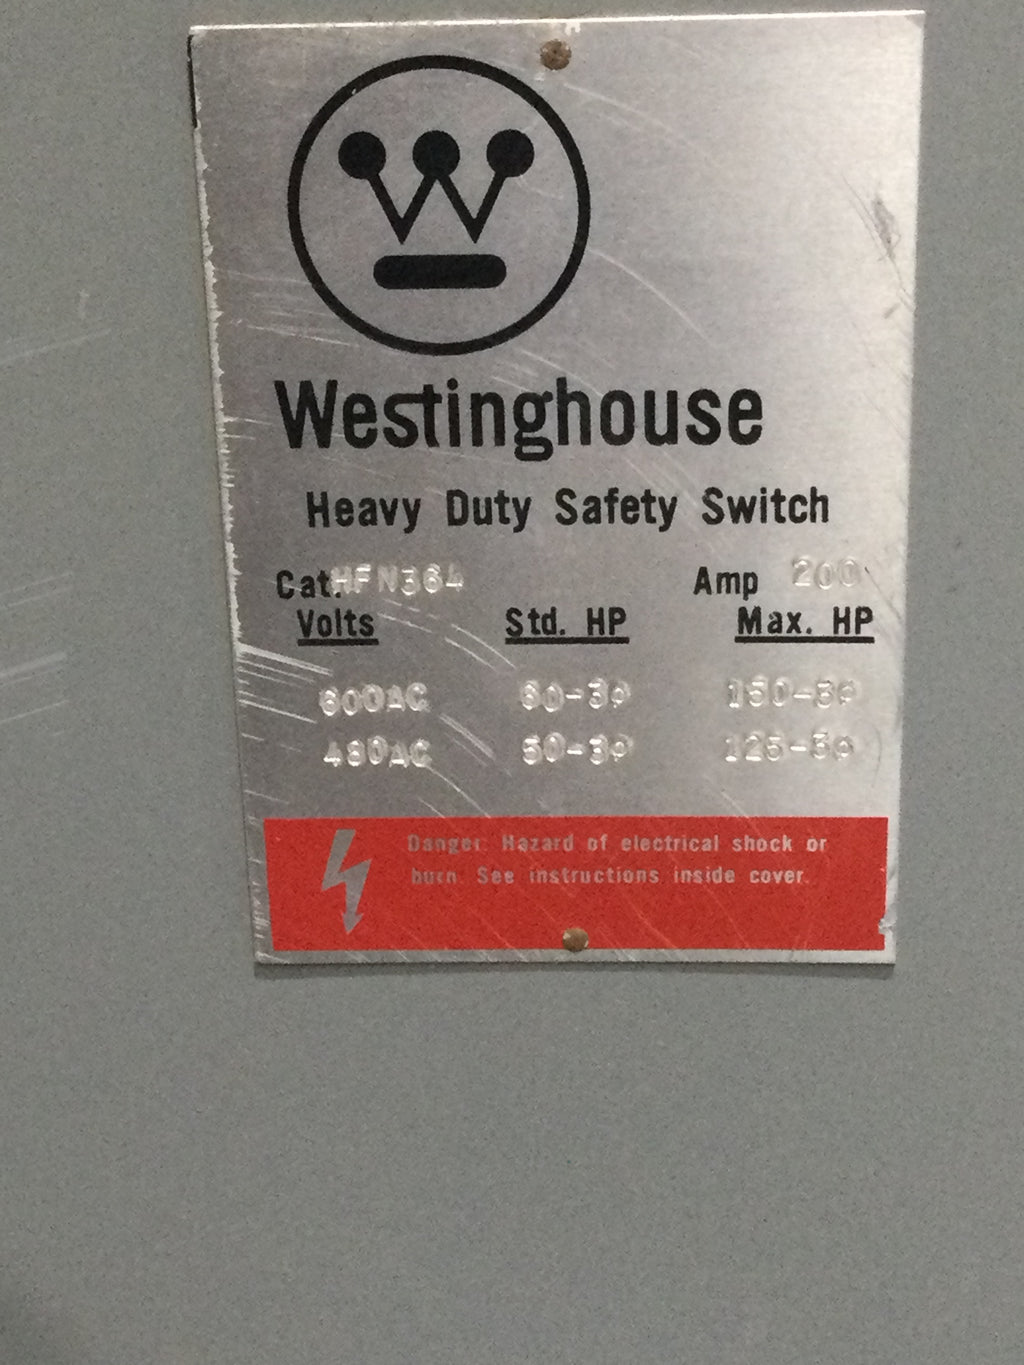 Westinghouse
Heavy Duty Safety Switch
Cat. HFN364 Amp 200
Volts Std. HP Max. HP
600AC 60-3φ 150-3φ
480AC 50-3φ 125-3φ
Danger: Hazard of electrical shock or
burn. See instructions inside cover.